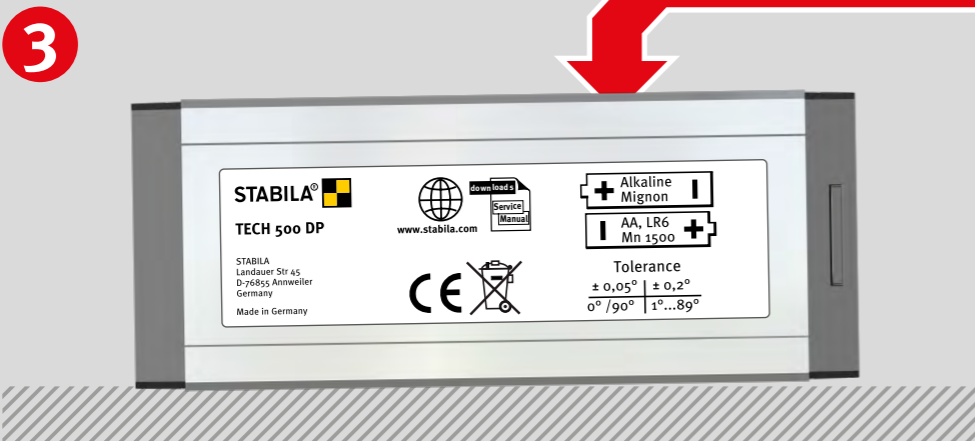 3
STABILA®
TECH 500 DP
STABILA
Landauer Str 45
D-76855 Annweiler
Germany
Made in Germany
downloads
Service
Manual
www.stabila.com
CE
+ Alkaline
Mignon
AA, LR6 +
Mn 1500
Tolerance
± 0,05° ± 0,2°
0° /90° 1°...89°